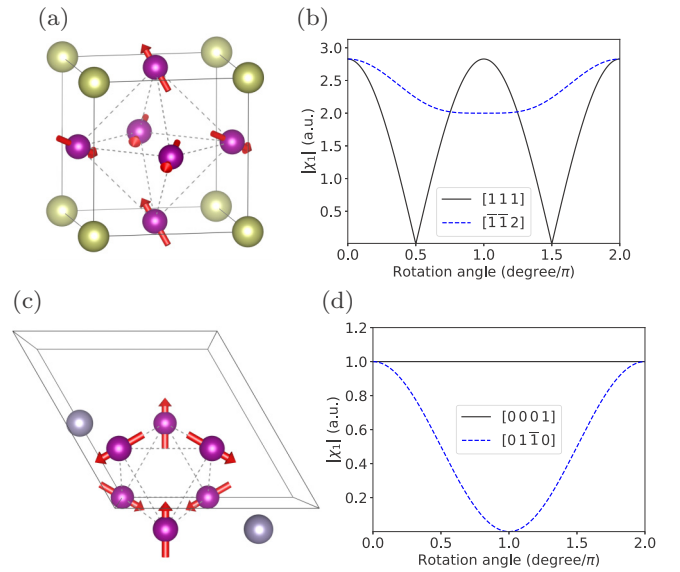 (a)
(b)
3.0
2.5
2.0
1.5
1.0
0.5
|χ₁| (a.u.)
[1 1 1]
[1̅ 1̅ 2]
0.0 0.5 1.0 1.5 2.0
Rotation angle (degree/π)
(c)
(d)
1.2
1.0
0.8
0.6
0.4
0.2
|χ₁| (a.u.)
[0 0 0 1]
[0 1 1̅ 0]
0.0 0.5 1.0 1.5 2.0
Rotation angle (degree/π)